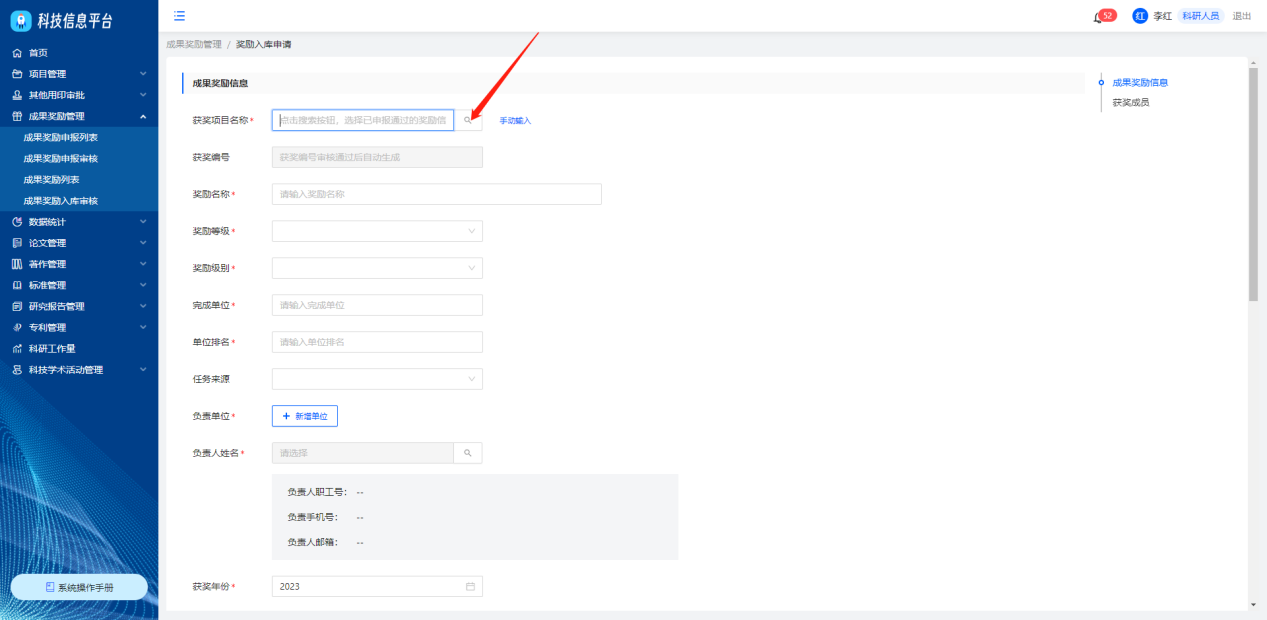 科技信息平台
52
红 李红 科研人员 退出
首页
项目管理
其他用印审批
成果奖励管理
成果奖励申报列表
成果奖励申报审核
成果奖励列表
成果奖励入库审核
数据统计
论文管理
著作管理
标准管理
研究报告管理
专利管理
科研工作量
科技学术活动管理
系统操作手册
成果奖励管理 / 奖励入库申请
成果奖励信息
获奖项目名称* 点击搜索按钮，选择已申报通过的奖励信 手动输入
获奖编号 获奖编号审核通过后自动生成
奖励名称* 请输入奖励名称
奖励等级*
奖励级别*
完成单位* 请输入完成单位
单位排名* 请输入单位排名
任务来源
负责单位* + 新增单位
负责人姓名* 请选择
负责人职工号： --
负责手机号： --
负责人邮箱： --
获奖年份* 2023
成果奖励信息
获奖成员